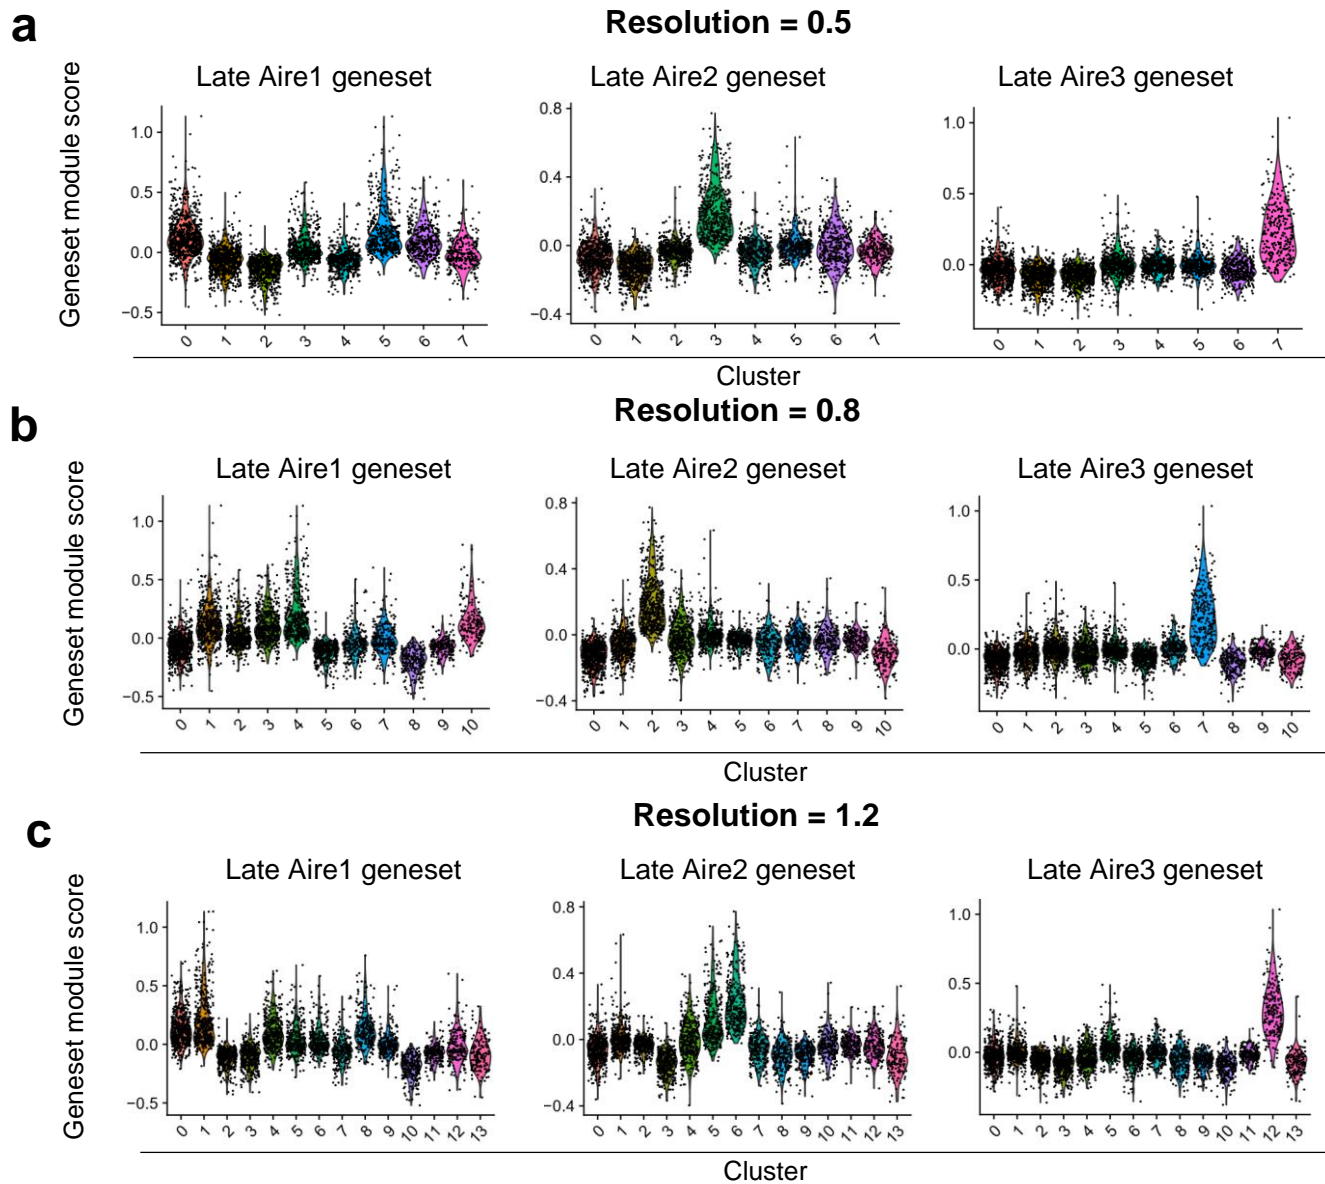 a
Resolution = 0.5
Geneset module score
Late Aire1 geneset
1.0
0.5
0.0
−0.5
0 1 2 3 4 5 6 7
Late Aire2 geneset
0.8
0.4
0.0
−0.4
0 1 2 3 4 5 6 7
Late Aire3 geneset
1.0
0.5
0.0
0 1 2 3 4 5 6 7
Cluster
b
Resolution = 0.8
Geneset module score
Late Aire1 geneset
1.0
0.5
0.0
−0.5
0 1 2 3 4 5 6 7 8 9 10
Late Aire2 geneset
0.8
0.4
0.0
−0.4
0 1 2 3 4 5 6 7 8 9 10
Late Aire3 geneset
1.0
0.5
0.0
0 1 2 3 4 5 6 7 8 9 10
Cluster
c
Resolution = 1.2
Geneset module score
Late Aire1 geneset
1.0
0.5
0.0
−0.5
0 1 2 3 4 5 6 7 8 9 10 11 12 13
Late Aire2 geneset
0.8
0.4
0.0
−0.4
0 1 2 3 4 5 6 7 8 9 10 11 12 13
Late Aire3 geneset
1.0
0.5
0.0
0 1 2 3 4 5 6 7 8 9 10 11 12 13
Cluster